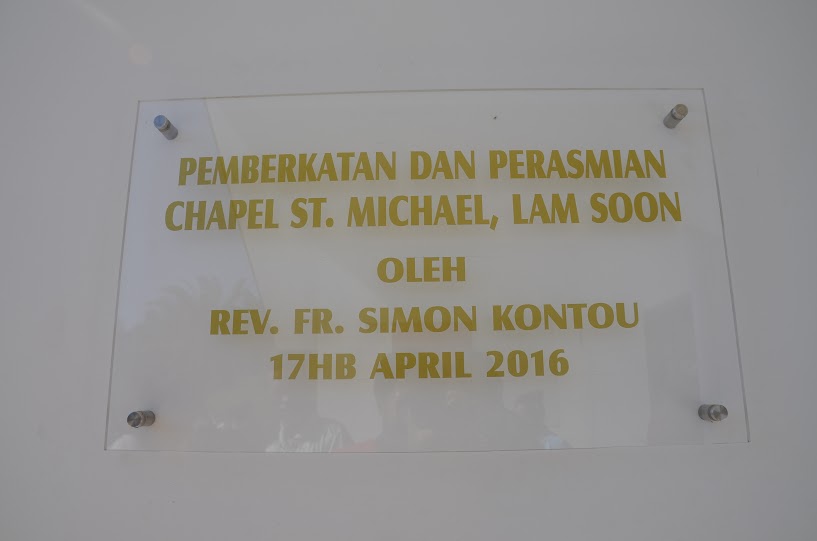 PEMBERKATAN DAN PERASMIAN
CHAPEL ST. MICHAEL, LAM SOON
OLEH
REV. FR. SIMON KONTOU
17HB APRIL 2016